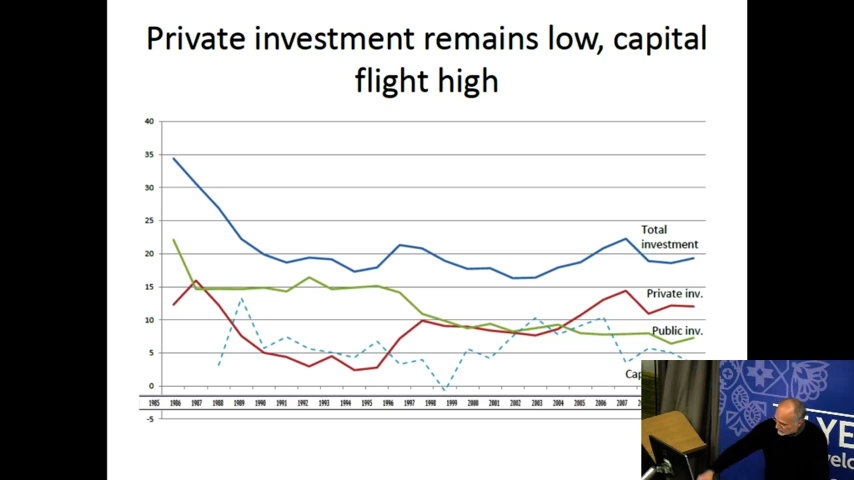 Private investment remains low, capital
flight high
40
35
30
25
20
15
10
5
0
-5
Total
investment
Private inv.
Public inv.
1985 1986 1987 1988 1989 1990 1991 1992 1993 1994 1995 1996 1997 1998 1999 2000 2001 2002 2003 2004 2005 2006 2007